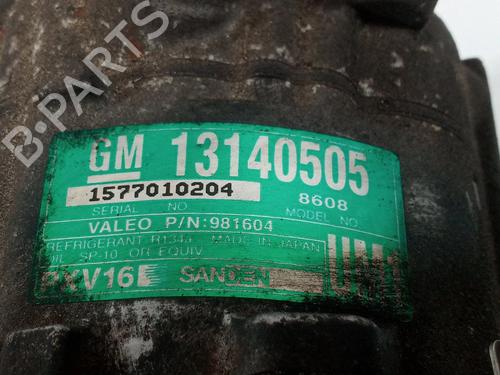 B-PARTS
GM 13140505
1577010204 8608
SERIAL NO MODEL NO
VALEO P/N:981604
REFRIGERANT R134a MADE IN JAPAN
OIL SP-10 OR EQUIV
PXV16 SANDEN